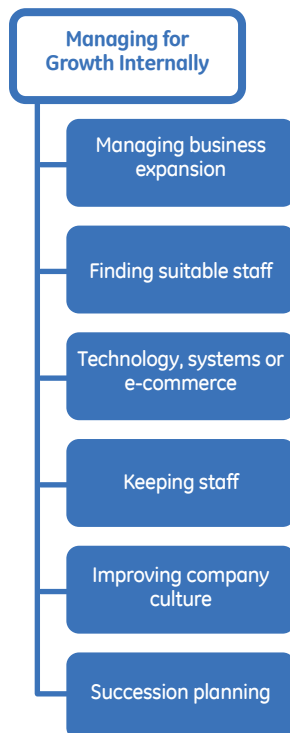 Managing for
Growth Internally
Managing business
expansion
Finding suitable staff
Technology, systems or
e-commerce
Keeping staff
Improving company
culture
Succession planning